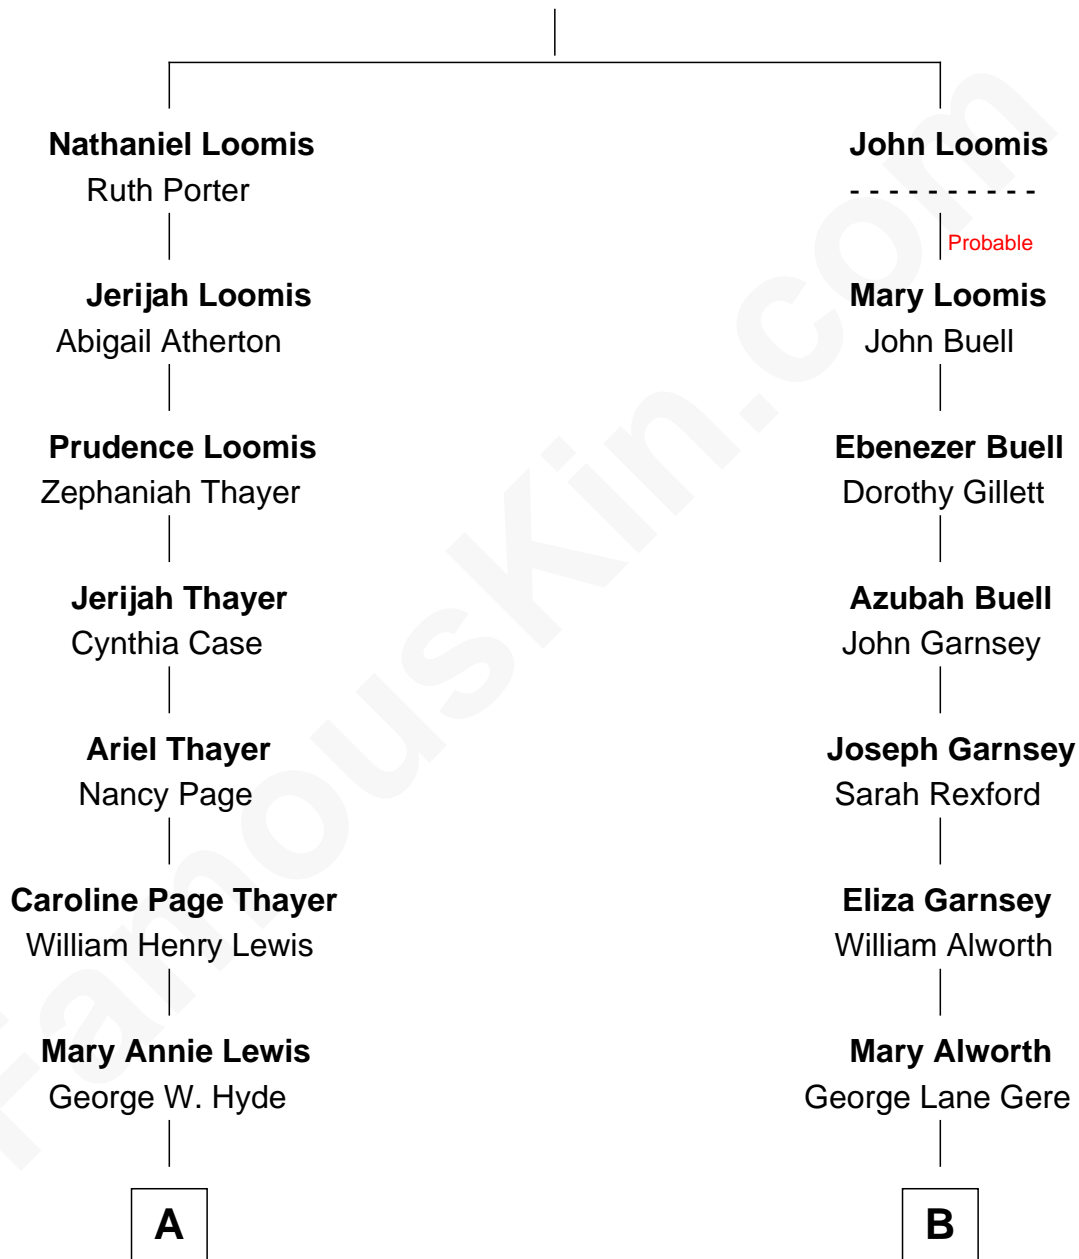 Nathaniel Loomis
Ruth Porter
Jerijah Loomis
Abigail Atherton
Prudence Loomis
Zephaniah Thayer
Jerijah Thayer
Cynthia Case
Ariel Thayer
Nancy Page
Caroline Page Thayer
William Henry Lewis
Mary Annie Lewis
George W. Hyde
A
John Loomis
- - - - - - - - - -
Probable
Mary Loomis
John Buell
Ebenezer Buell
Dorothy Gillett
Azubah Buell
John Garnsey
Joseph Garnsey
Sarah Rexford
Eliza Garnsey
William Alworth
Mary Alworth
George Lane Gere
B
FamousKin.com